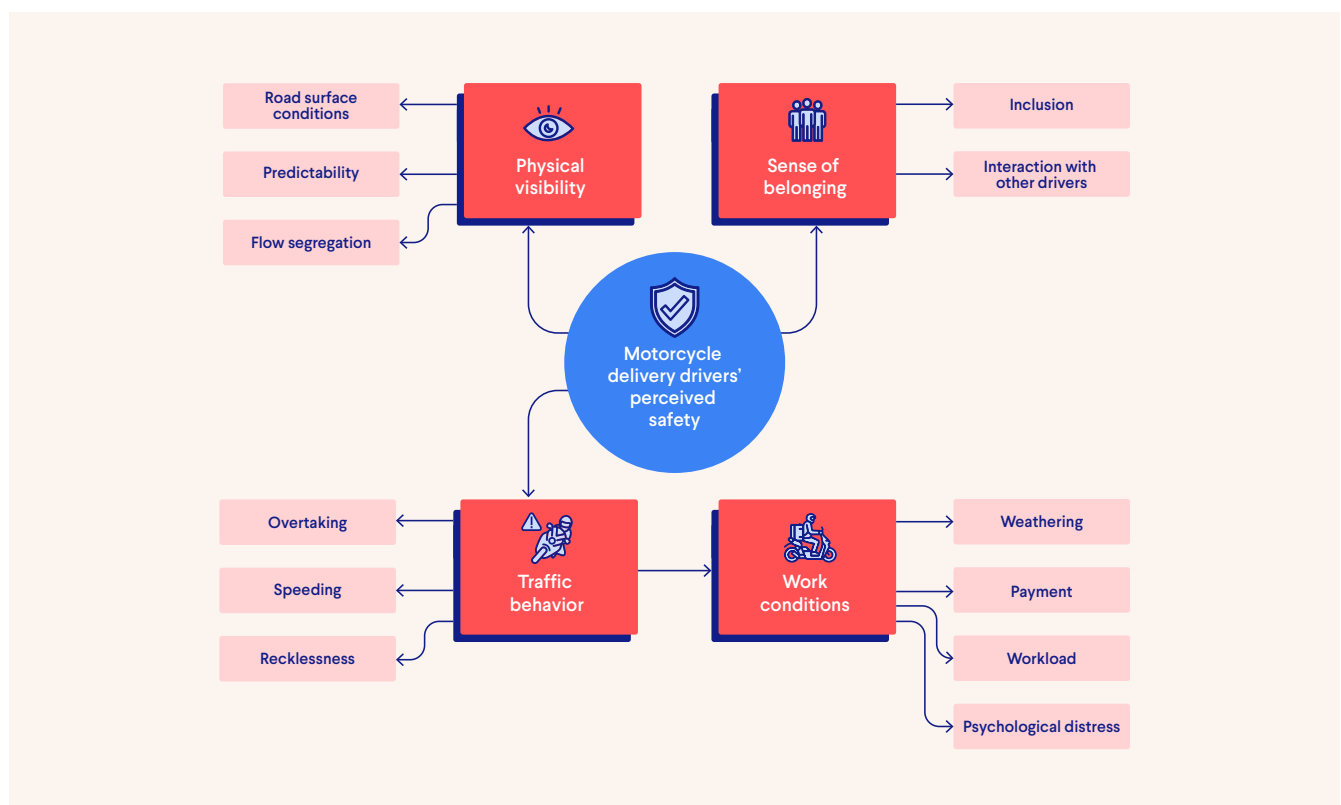 Road surface
conditions
Predictability
Flow segregation
Physical
visibility
Sense of
belonging
Inclusion
Interaction with
other drivers
Motorcycle
delivery drivers’
perceived
safety
Overtaking
Speeding
Recklessness
Traffic
behavior
Work
conditions
Weathering
Payment
Workload
Psychological distress